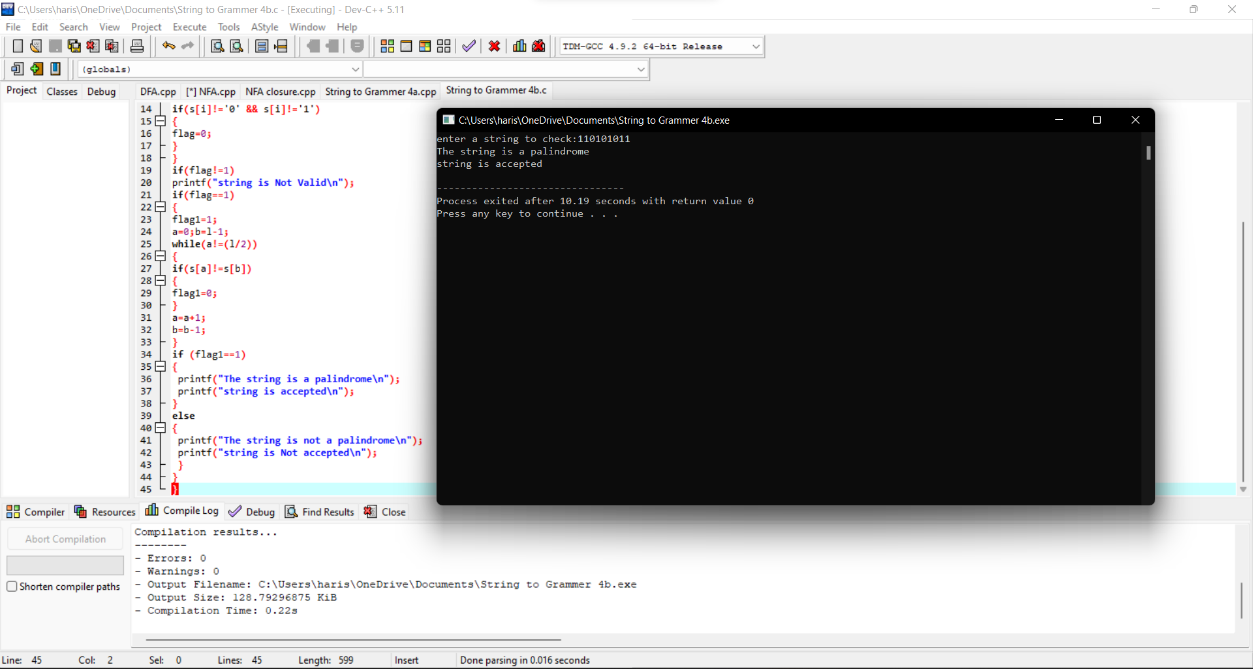 C:\Users\haris\OneDrive\Documents\String to Grammer 4b.c - [Executing] - Dev-C++ 5.11
File Edit Search View Project Execute Tools AStyle Window Help
TDM-GCC 4.9.2 64-bit Release
(globals)
Project Classes Debug
DFA.cpp [*] NFA.cpp NFA closure.cpp String to Grammer 4a.cpp String to Grammer 4b.c
14 if(s[i]!='0' && s[i]!='1')
15 {
16 flag=0;
17 }
18 }
19 if(flag!=1)
20 printf("string is Not Valid\n");
21 if(flag==1)
22 {
23 flag1=1;
24 a=0;b=l-1;
25 while(a!=(l/2))
26 {
27 if(s[a]!=s[b])
28 {
29 flag1=0;
30 }
31 a=a+1;
32 b=b-1;
33 }
34 if (flag1==1)
35 {
36 printf("The string is a palindrome\n");
37 printf("string is accepted\n");
38 }
39 else
40 {
41 printf("The string is not a palindrome\n");
42 printf("string is Not accepted\n");
43 }
44 }
45 }
C:\Users\haris\OneDrive\Documents\String to Grammer 4b.exe
enter a string to check:110101011
The string is a palindrome
string is accepted
--------------------------------
Process exited after 10.19 seconds with return value 0
Press any key to continue . . .
Compiler Resources Compile Log Debug Find Results Close
Abort Compilation
Shorten compiler paths
Compilation results...
--------
- Errors: 0
- Warnings: 0
- Output Filename: C:\Users\haris\OneDrive\Documents\String to Grammer 4b.exe
- Output Size: 128.79296875 KiB
- Compilation Time: 0.22s
Line: 45 Col: 2 Sel: 0 Lines: 45 Length: 599 Insert Done parsing in 0.016 seconds